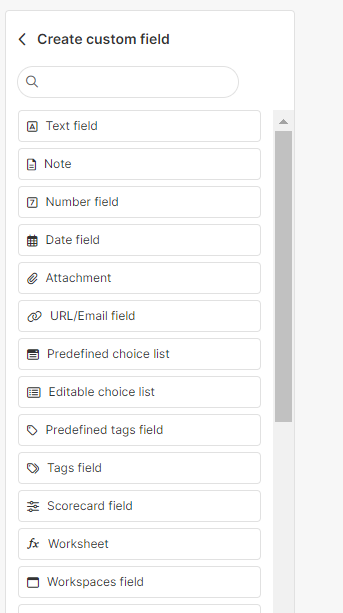 Create custom field
Text field
Note
Number field
Date field
Attachment
URL/Email field
Predefined choice list
Editable choice list
Predefined tags field
Tags field
Scorecard field
fx Worksheet
Workspaces field